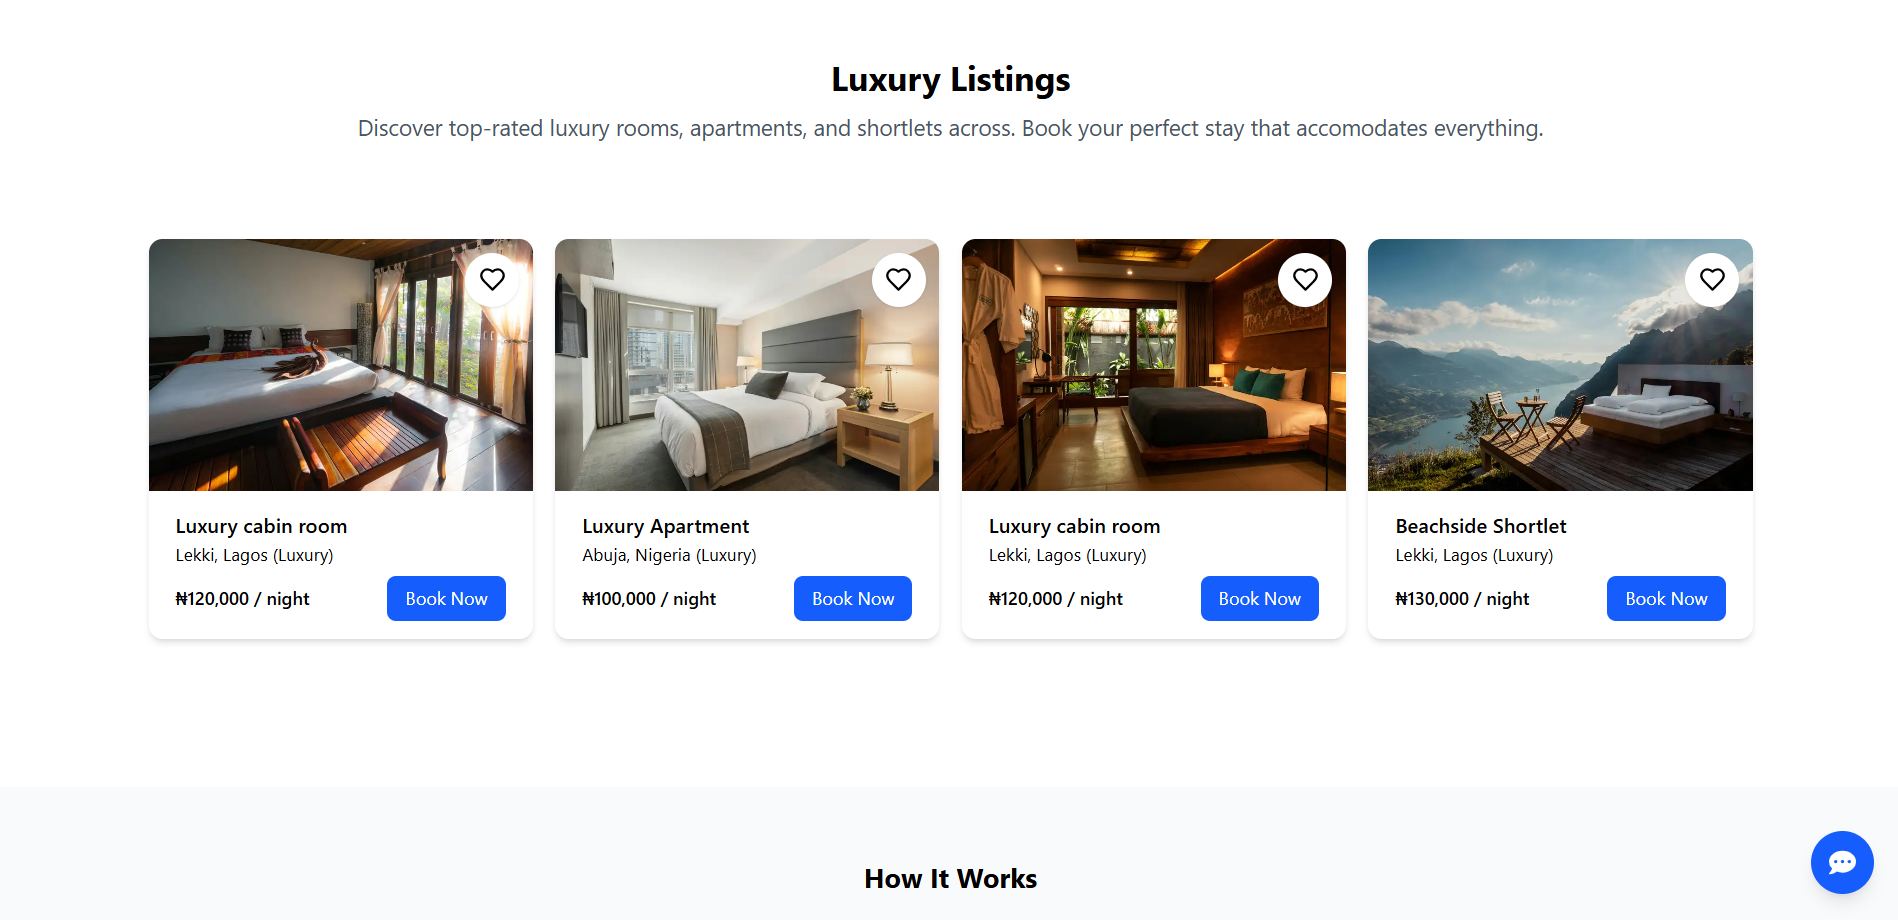 Luxury Listings
Discover top-rated luxury rooms, apartments, and shortlets across. Book your perfect stay that accomodates everything.
Luxury cabin room
Lekki, Lagos (Luxury)
₦120,000 / night
Book Now
Luxury Apartment
Abuja, Nigeria (Luxury)
₦100,000 / night
Book Now
Luxury cabin room
Lekki, Lagos (Luxury)
₦120,000 / night
Book Now
Beachside Shortlet
Lekki, Lagos (Luxury)
₦130,000 / night
Book Now
How It Works